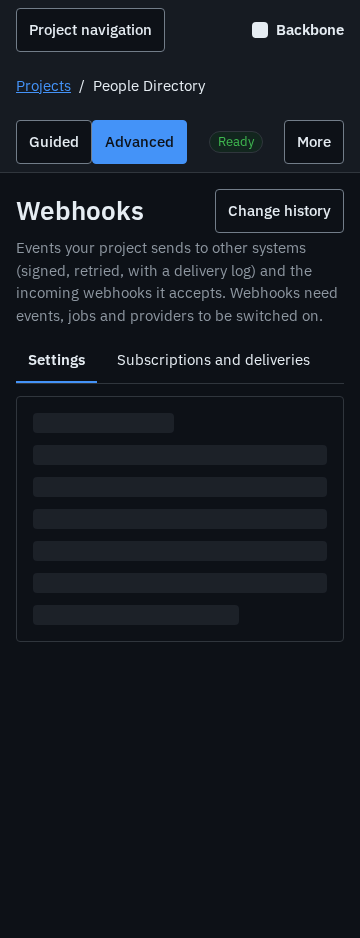 Project navigation
Backbone
Projects / People Directory
Guided
Advanced
Ready
More
Webhooks
Change history
Events your project sends to other systems
(signed, retried, with a delivery log) and the
incoming webhooks it accepts. Webhooks need
events, jobs and providers to be switched on.
Settings
Subscriptions and deliveries